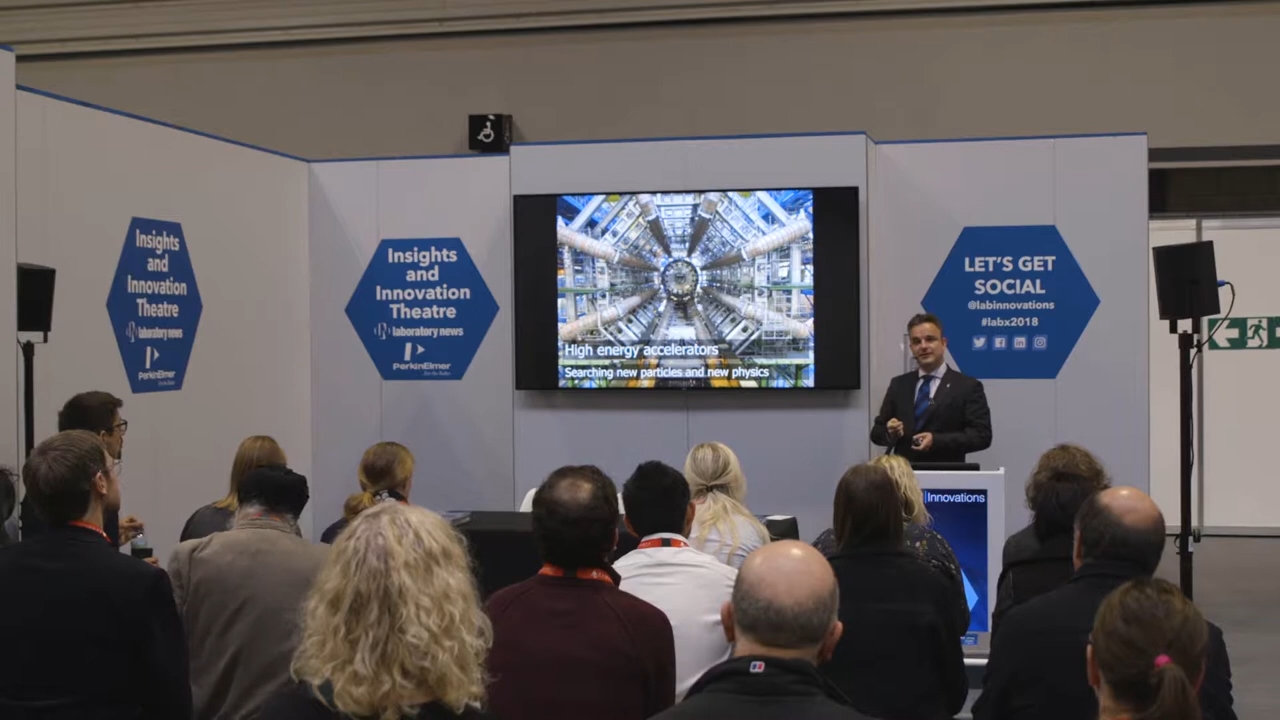 Insights
and
Innovation
Theatre
laboratory news
PerkinElmer
Insights
and
Innovation
Theatre
laboratory news
PerkinElmer
High energy accelerators
Searching new particles and new physics
LET'S GET
SOCIAL
@labinnovations
#labx2018
Innovations